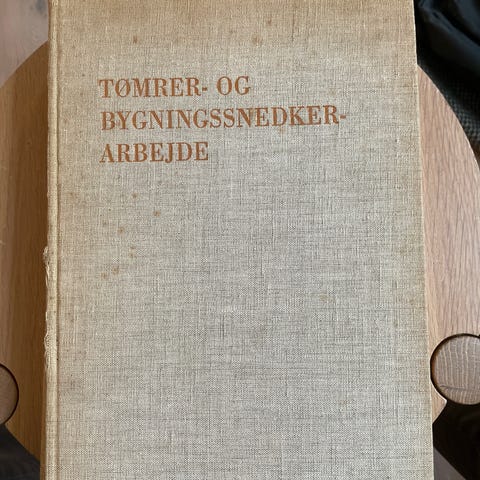 TØMRER- OG
BYGNINGSSNEDKER-
ARBEJDE